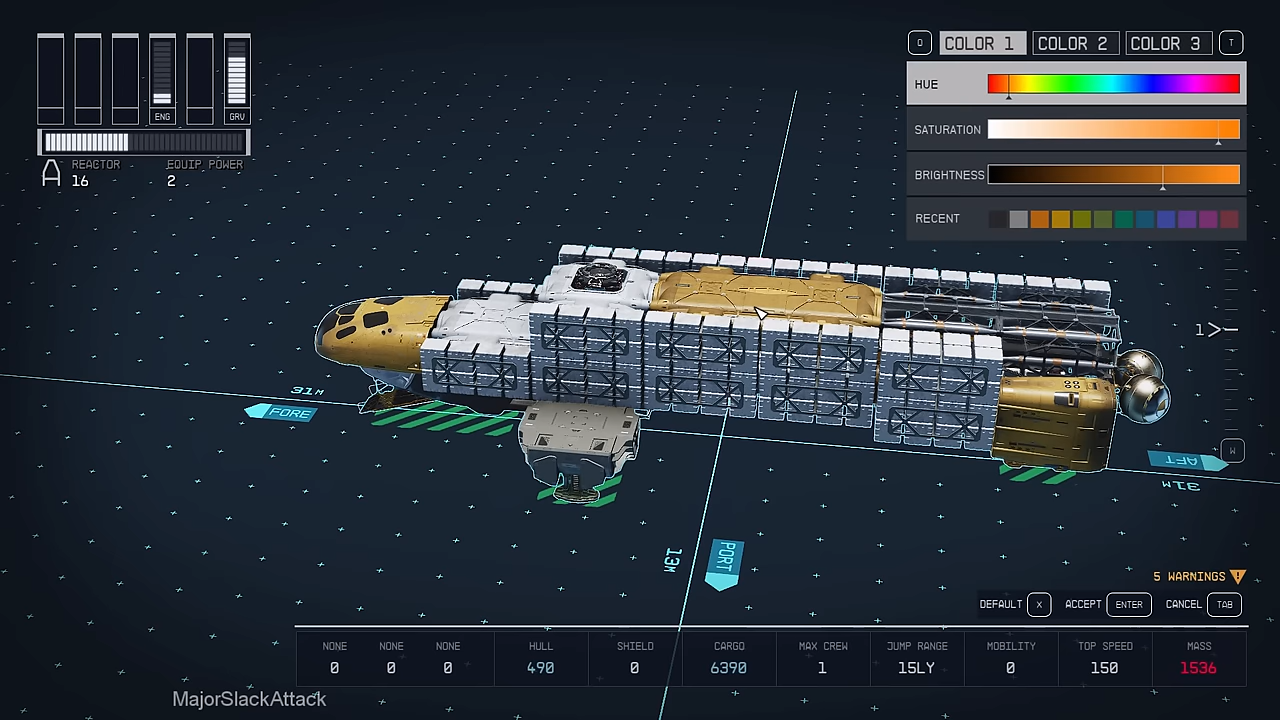 Q COLOR 1 COLOR 2 COLOR 3 T
HUE
SATURATION
BRIGHTNESS
RECENT
ENG GRV
REACTOR EQUIP POWER
A 16 2
1
31M
FORE
W
AFT
31M
13M
PORT
5 WARNINGS
DEFAULT X ACCEPT ENTER CANCEL TAB
NONE NONE NONE HULL SHIELD CARGO MAX CREW JUMP RANGE MOBILITY TOP SPEED MASS
0 0 0 490 0 6390 1 15LY 0 150 1536
MajorSlackAttack